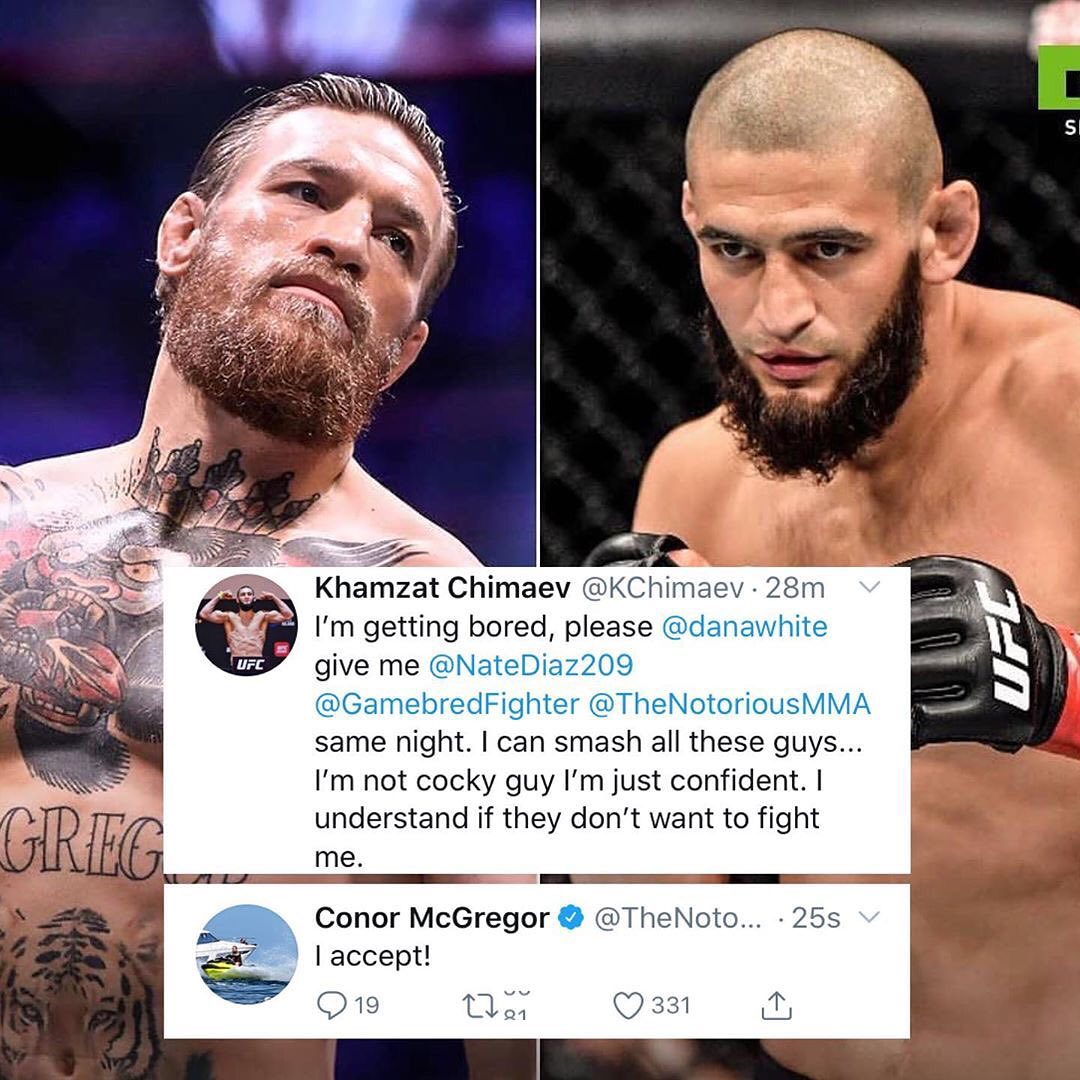 Khamzat Chimaev @KChimaev · 28m
I’m getting bored, please @danawhite
give me @NateDiaz209
@GamebredFighter @TheNotoriousMMA
same night. I can smash all these guys...
I’m not cocky guy I’m just confident. I
understand if they don’t want to fight
me.
UFC
UFC
GREG
Conor McGregor @TheNoto... · 25s
I accept!
19 81 331